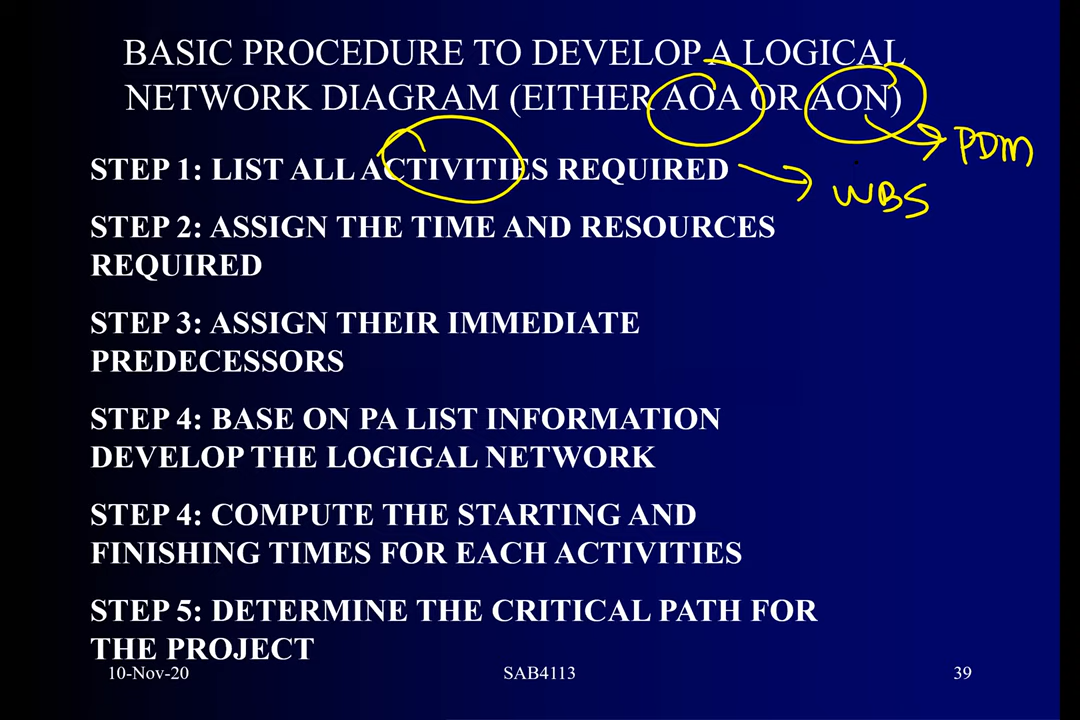 BASIC PROCEDURE TO DEVELOP A LOGICAL
NETWORK DIAGRAM (EITHER AOA OR AON)
PDM
STEP 1: LIST ALL ACTIVITIES REQUIRED
WBS
STEP 2: ASSIGN THE TIME AND RESOURCES
REQUIRED
STEP 3: ASSIGN THEIR IMMEDIATE
PREDECESSORS
STEP 4: BASE ON PA LIST INFORMATION
DEVELOP THE LOGIGAL NETWORK
STEP 4: COMPUTE THE STARTING AND
FINISHING TIMES FOR EACH ACTIVITIES
STEP 5: DETERMINE THE CRITICAL PATH FOR
THE PROJECT
10-Nov-20
SAB4113
39